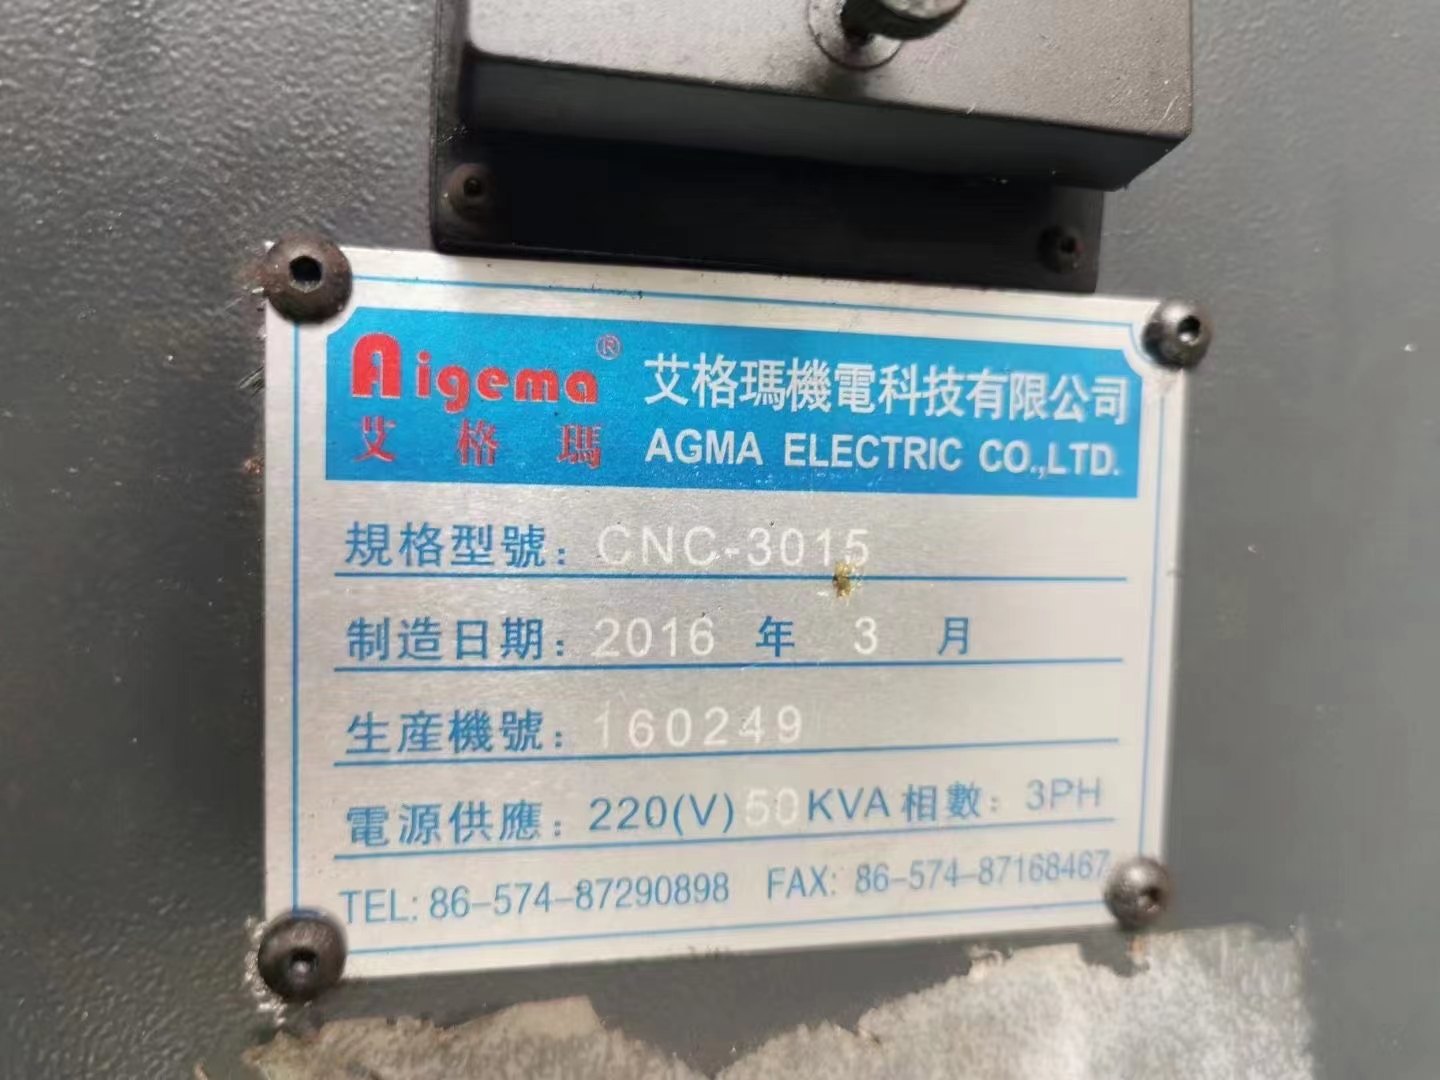 Aigema®
艾格瑪
艾格瑪機電科技有限公司
AGMA ELECTRIC CO.,LTD.
規格型號: CNC-3015
制造日期: 2016 年 3 月
生産機號: 160249
電源供應: 220(V) 50 KVA 相數: 3PH
TEL: 86-574-87290898 FAX: 86-574-87168467